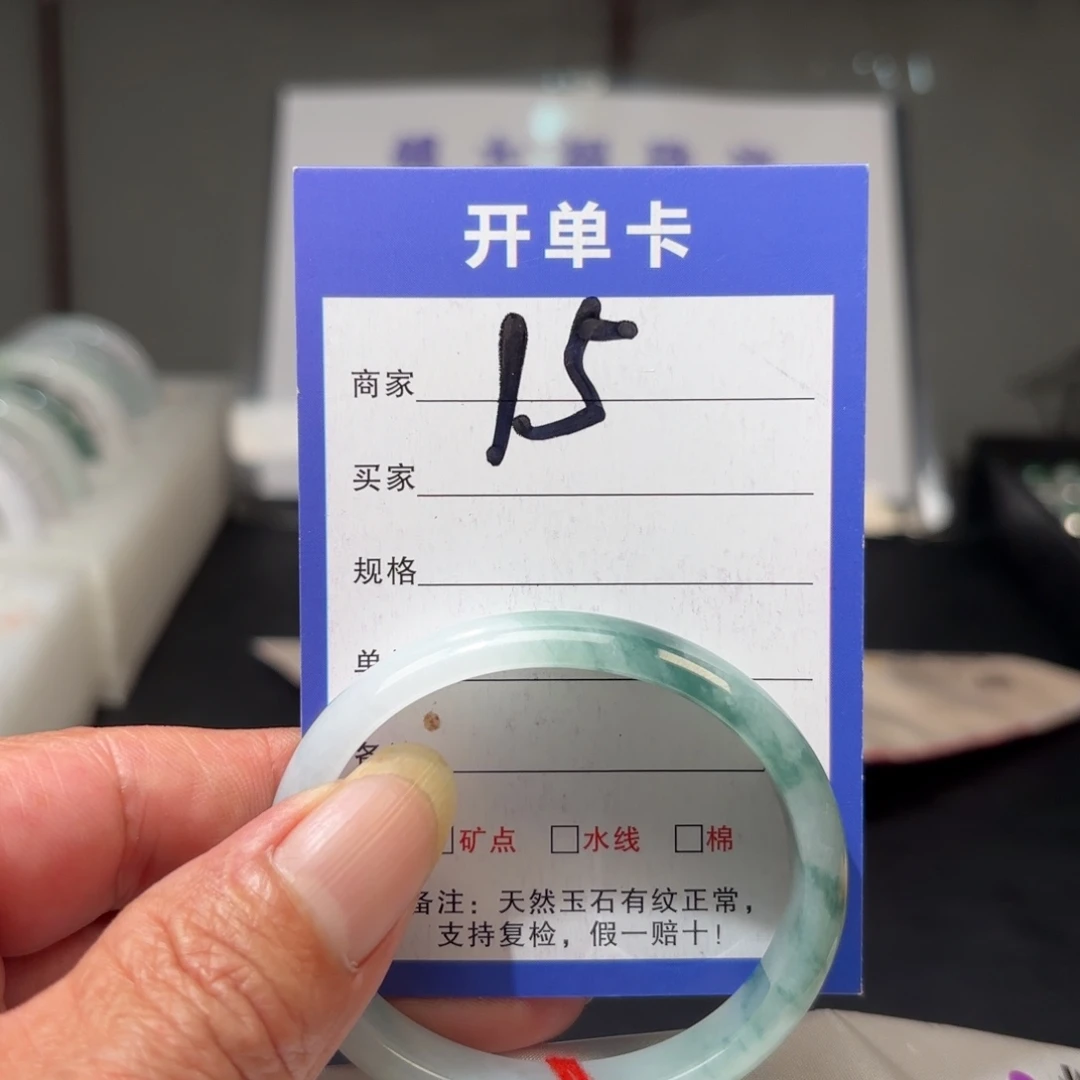 开单卡
15
商家
买家
规格
单
矿点 水线 棉
备注：天然玉石有纹正常，
支持复检，假一赔十！